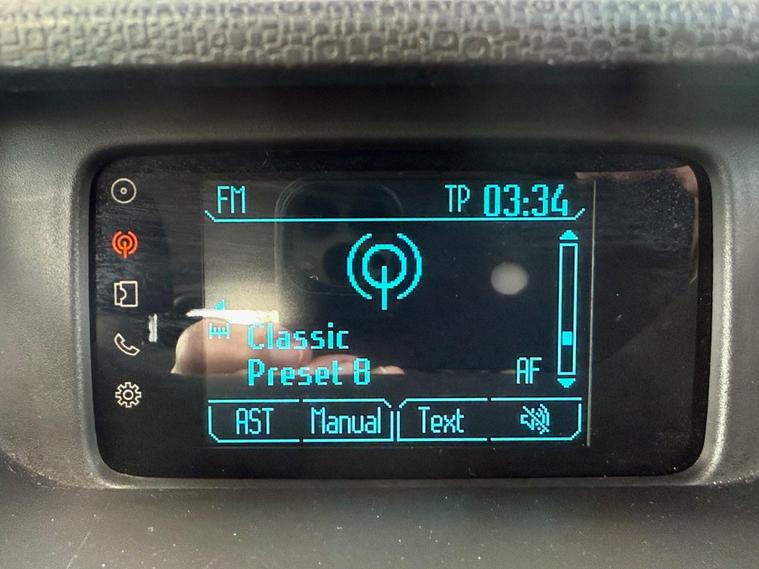 FM TP 03:34
Classic
Preset 8 AF
AST Manual Text